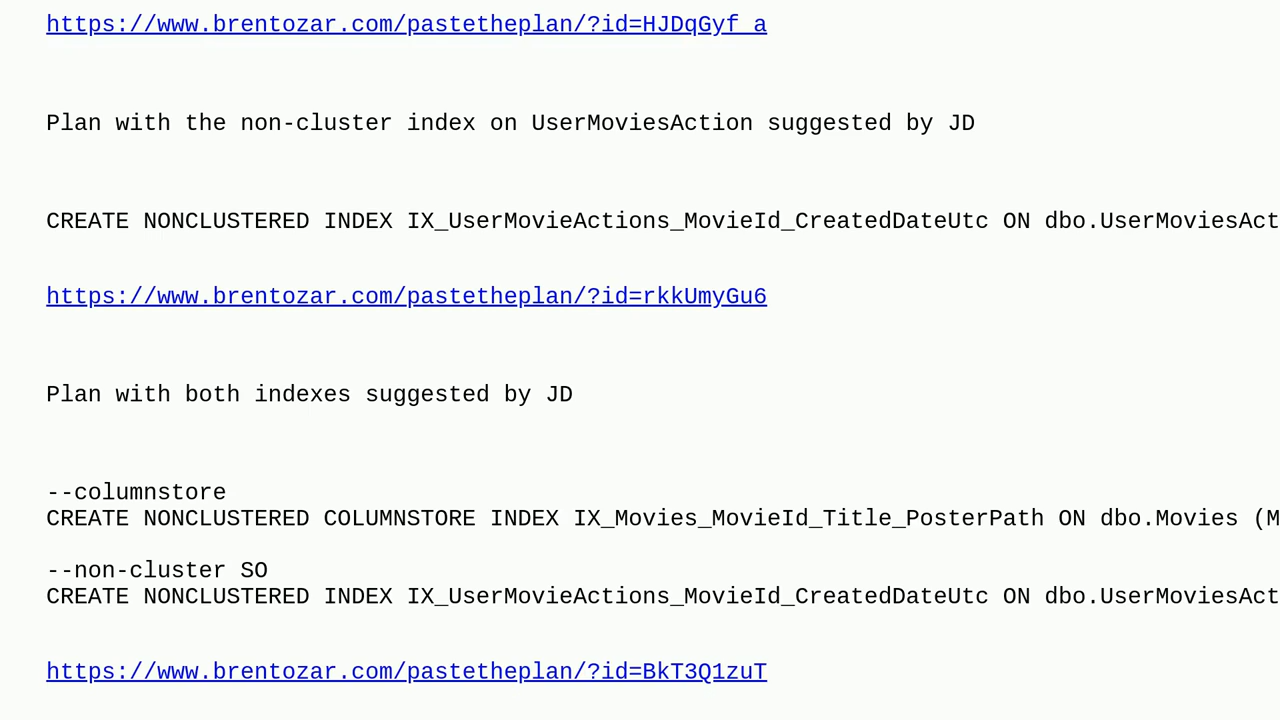 https://www.brentozar.com/pastetheplan/?id=HJDqGyf_a
Plan with the non-cluster index on UserMoviesAction suggested by JD
CREATE NONCLUSTERED INDEX IX_UserMovieActions_MovieId_CreatedDateUtc ON dbo.UserMoviesAct
https://www.brentozar.com/pastetheplan/?id=rkkUmyGu6
Plan with both indexes suggested by JD
--columnstore
CREATE NONCLUSTERED COLUMNSTORE INDEX IX_Movies_MovieId_Title_PosterPath ON dbo.Movies (M
--non-cluster SO
CREATE NONCLUSTERED INDEX IX_UserMovieActions_MovieId_CreatedDateUtc ON dbo.UserMoviesAct
https://www.brentozar.com/pastetheplan/?id=BkT3Q1zuT